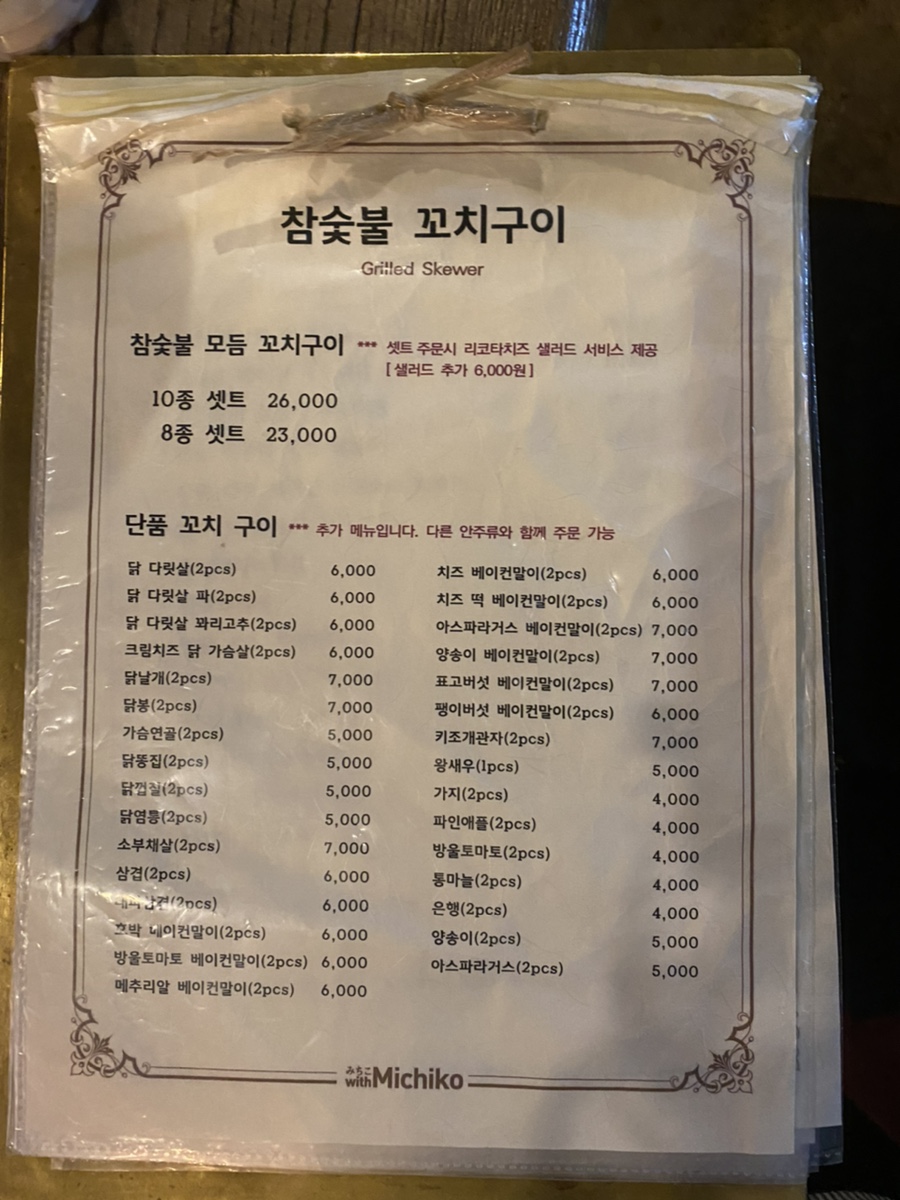 참숯불 꼬치구이
Grilled Skewer
참숯불 모듬 꼬치구이 *** 셋트 주문시 리코타치즈 샐러드 서비스 제공
[ 샐러드 추가 6,000원 ]
10종 셋트 26,000
8종 셋트 23,000
단품 꼬치 구이 *** 추가 메뉴입니다. 다른 안주류와 함께 주문 가능
닭 다릿살(2pcs) 6,000
닭 다릿살 파(2pcs) 6,000
닭 다릿살 꽈리고추(2pcs) 6,000
크림치즈 닭 가슴살(2pcs) 6,000
닭날개(2pcs) 7,000
닭봉(2pcs) 7,000
가슴연골(2pcs) 5,000
닭똥집(2pcs) 5,000
닭껍질(2pcs) 5,000
닭염통(2pcs) 5,000
소부채살(2pcs) 7,000
삼겹(2pcs) 6,000
(2pcs) 6,000
호박 베이컨말이(2pcs) 6,000
방울토마토 베이컨말이(2pcs) 6,000
메추리알 베이컨말이(2pcs) 6,000
치즈 베이컨말이(2pcs) 6,000
치즈 떡 베이컨말이(2pcs) 6,000
아스파라거스 베이컨말이(2pcs) 7,000
양송이 베이컨말이(2pcs) 7,000
표고버섯 베이컨말이(2pcs) 7,000
팽이버섯 베이컨말이(2pcs) 6,000
키조개관자(2pcs) 7,000
왕새우(1pcs) 5,000
가지(2pcs) 4,000
파인애플(2pcs) 4,000
방울토마토(2pcs) 4,000
통마늘(2pcs) 4,000
은행(2pcs) 4,000
양송이(2pcs) 5,000
아스파라거스(2pcs) 5,000
みちこ
withMichiko